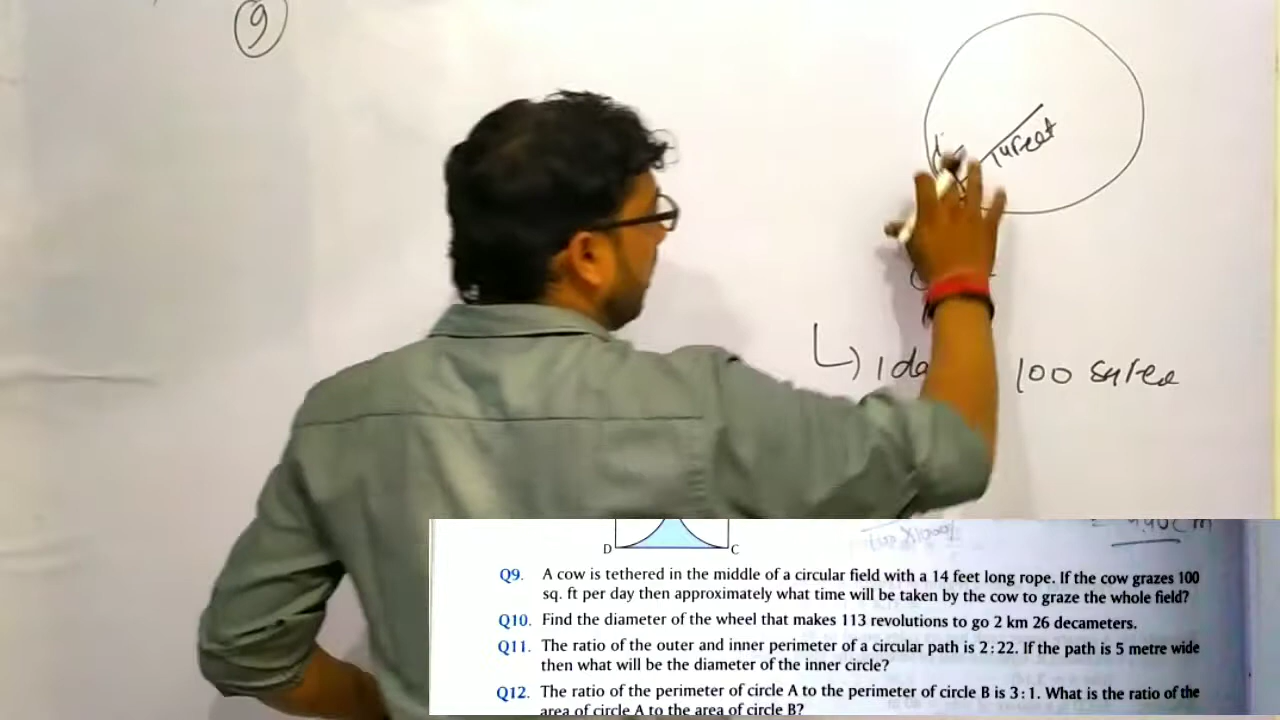 9
14 feet
1 da
100 sqfee
D
C
Q9. A cow is tethered in the middle of a circular field with a 14 feet long rope. If the cow grazes 100
sq. ft per day then approximately what time will be taken by the cow to graze the whole field?
Q10. Find the diameter of the wheel that makes 113 revolutions to go 2 km 26 decameters.
Q11. The ratio of the outer and inner perimeter of a circular path is 2:22. If the path is 5 metre wide
then what will be the diameter of the inner circle?
Q12. The ratio of the perimeter of circle A to the perimeter of circle B is 3:1. What is the ratio of the
area of circle A to the area of circle B?